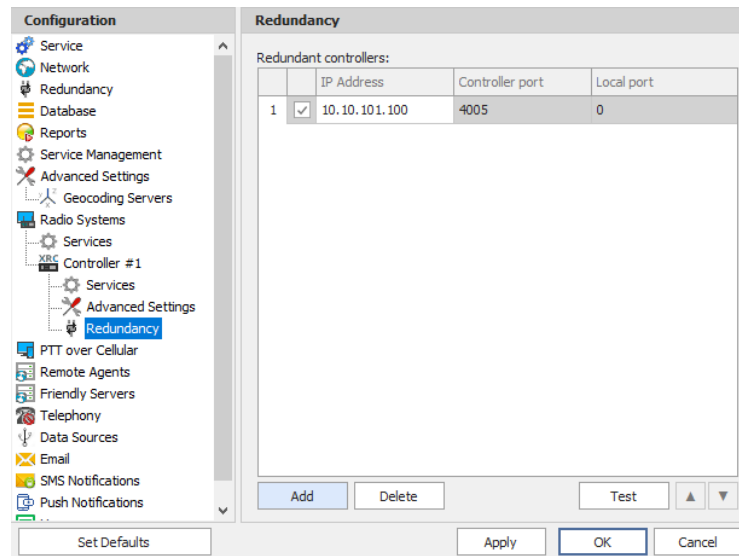 Configuration
Service
Network
Redundancy
Database
Reports
Service Management
Advanced Settings
Geocoding Servers
Radio Systems
Services
XRC
Controller #1
Services
Advanced Settings
Redundancy
PTT over Cellular
Remote Agents
Friendly Servers
Telephony
Data Sources
Email
SMS Notifications
Push Notifications
Set Defaults
Redundancy
Redundant controllers:
IP Address Controller port Local port
1 10.10.101.100 4005 0
Add Delete Test
Apply OK Cancel